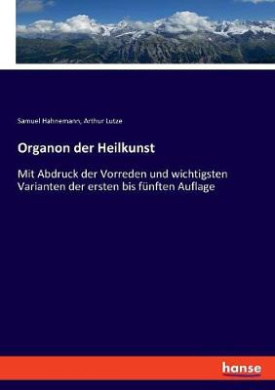 Samuel Hahnemann, Arthur Lutze
Organon der Heilkunst
Mit Abdruck der Vorreden und wichtigsten
Varianten der ersten bis fünften Auflage
hanse